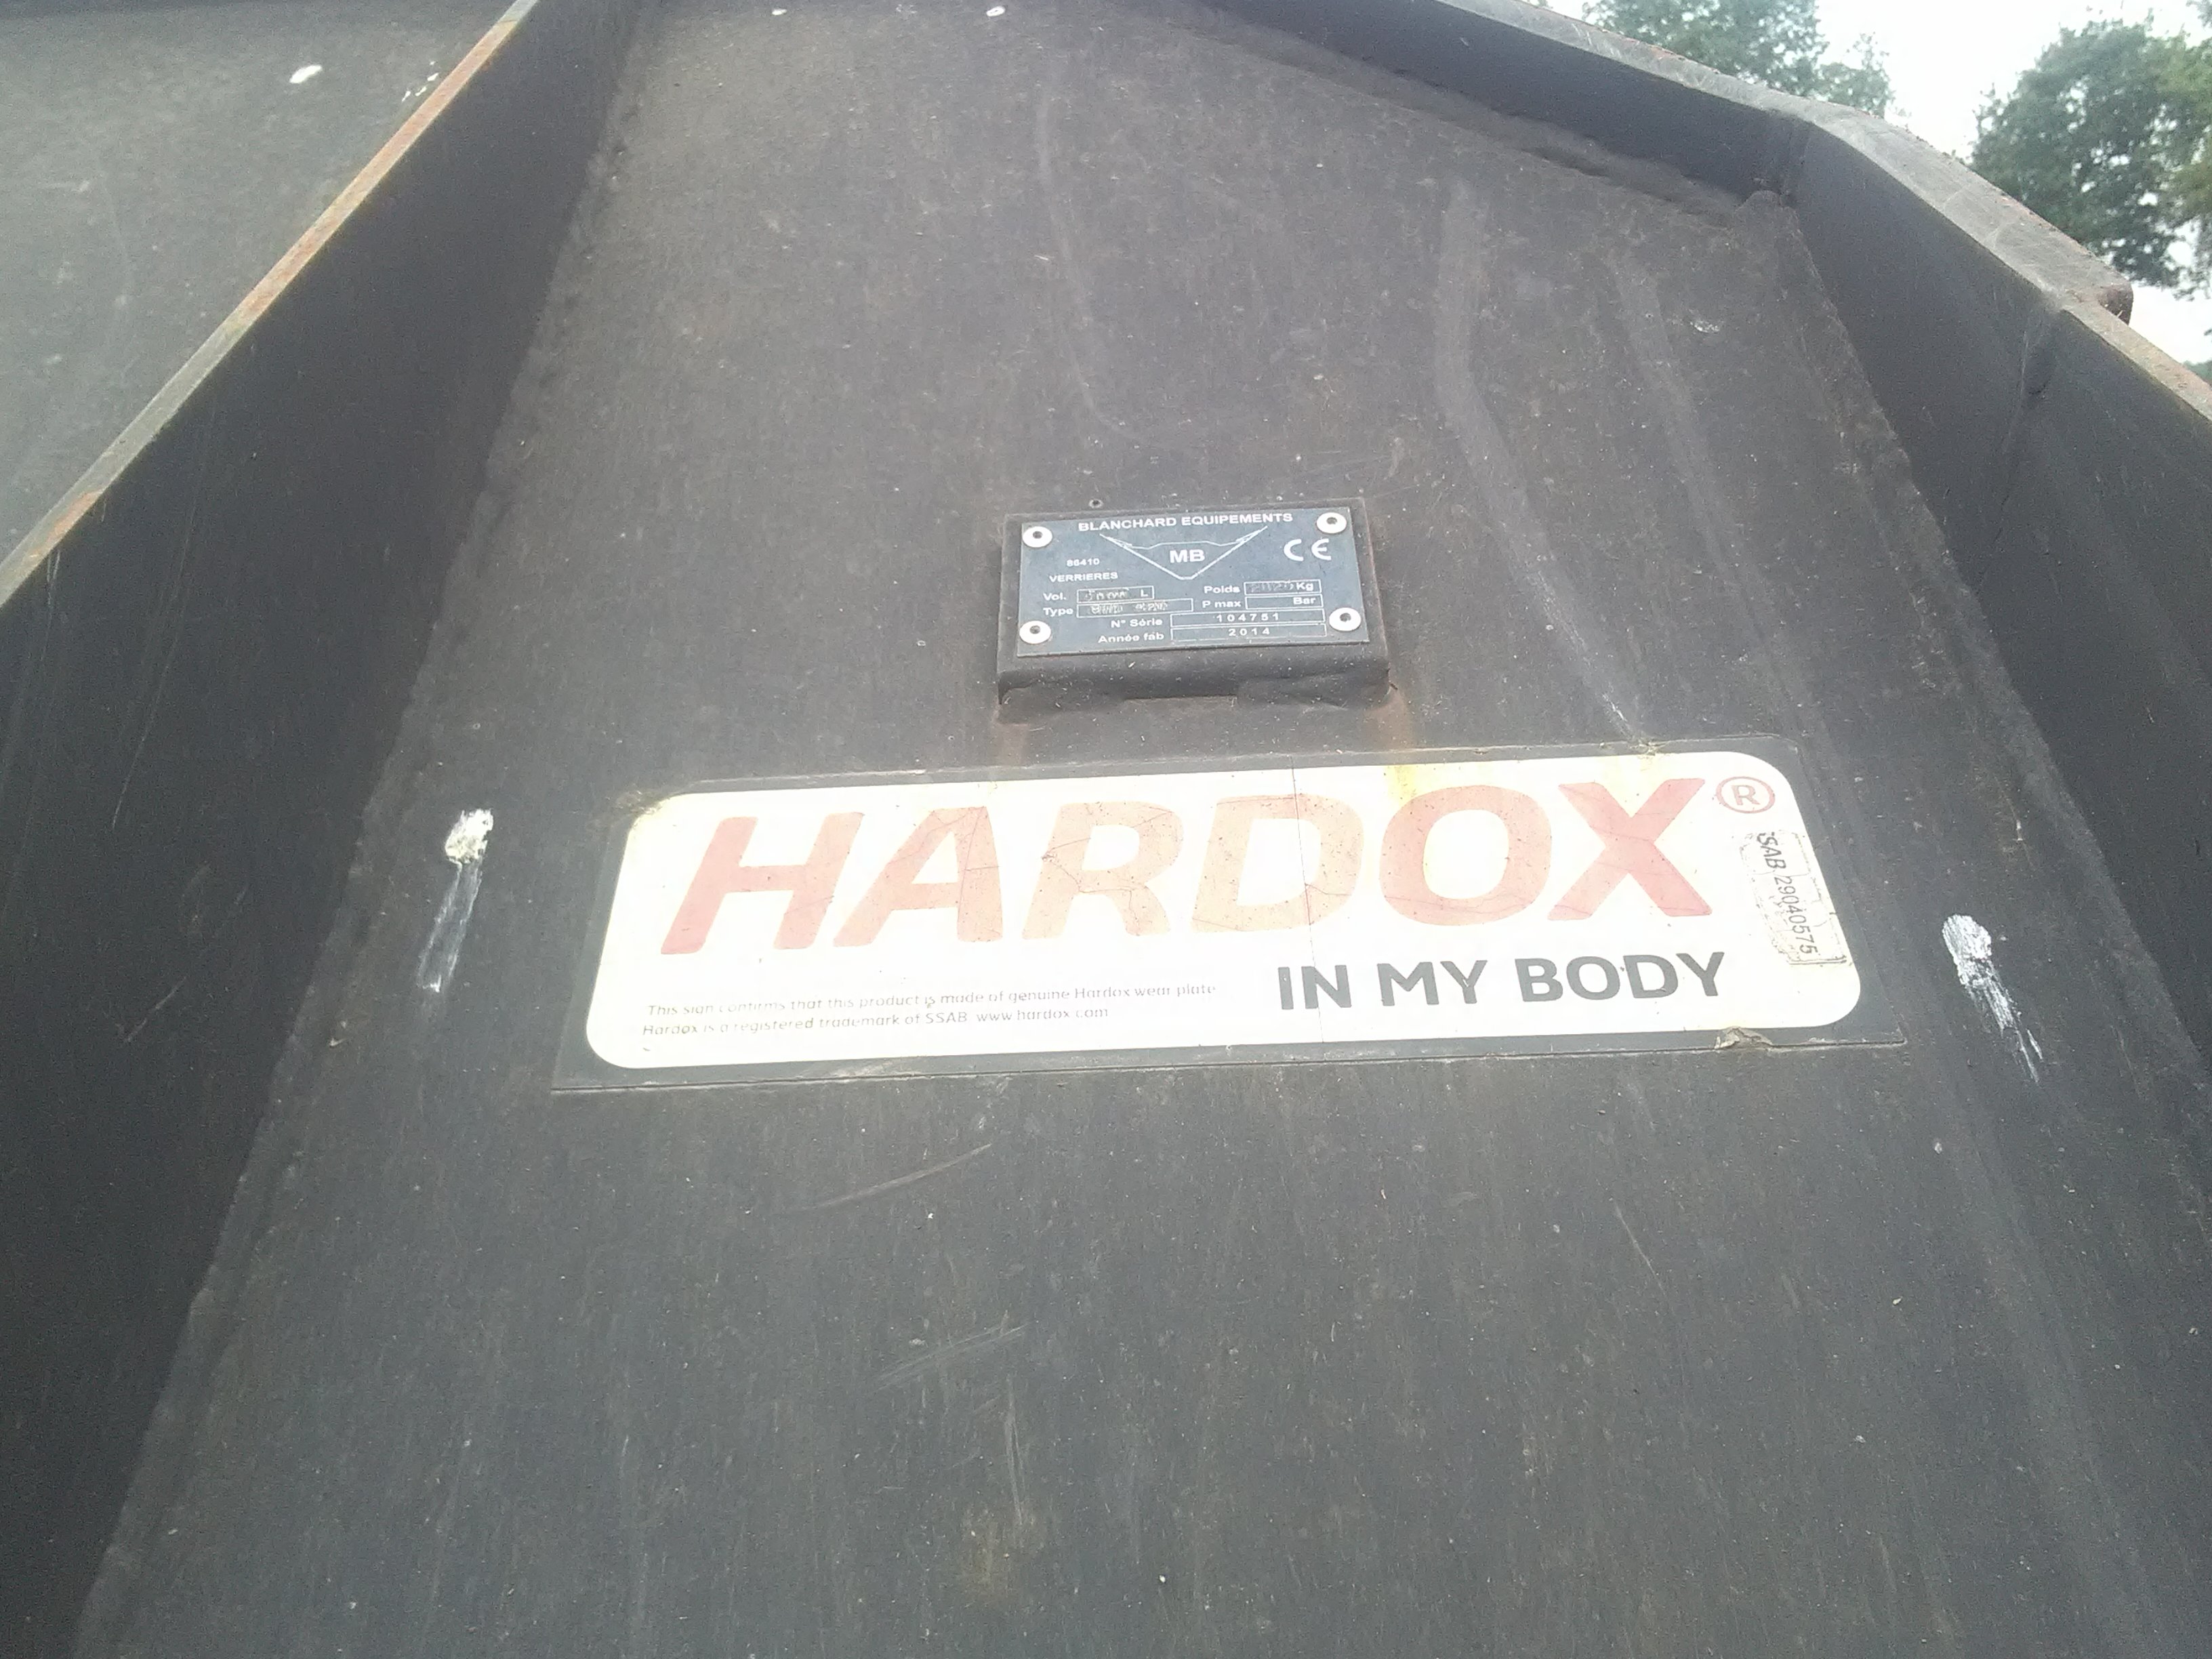 BLANCHARD EQUIPEMENTS
MB
CE
86410
VERRIERES
Vol. L
Poids Kg
Type
P max Bar
N° Série 104751
Année fab 2014
HARDOX®
IN MY BODY
SSAB 29040575
This sign confirms that this product is made of genuine Hardox wear plate.
Hardox is a registered trademark of SSAB. www.hardox.com